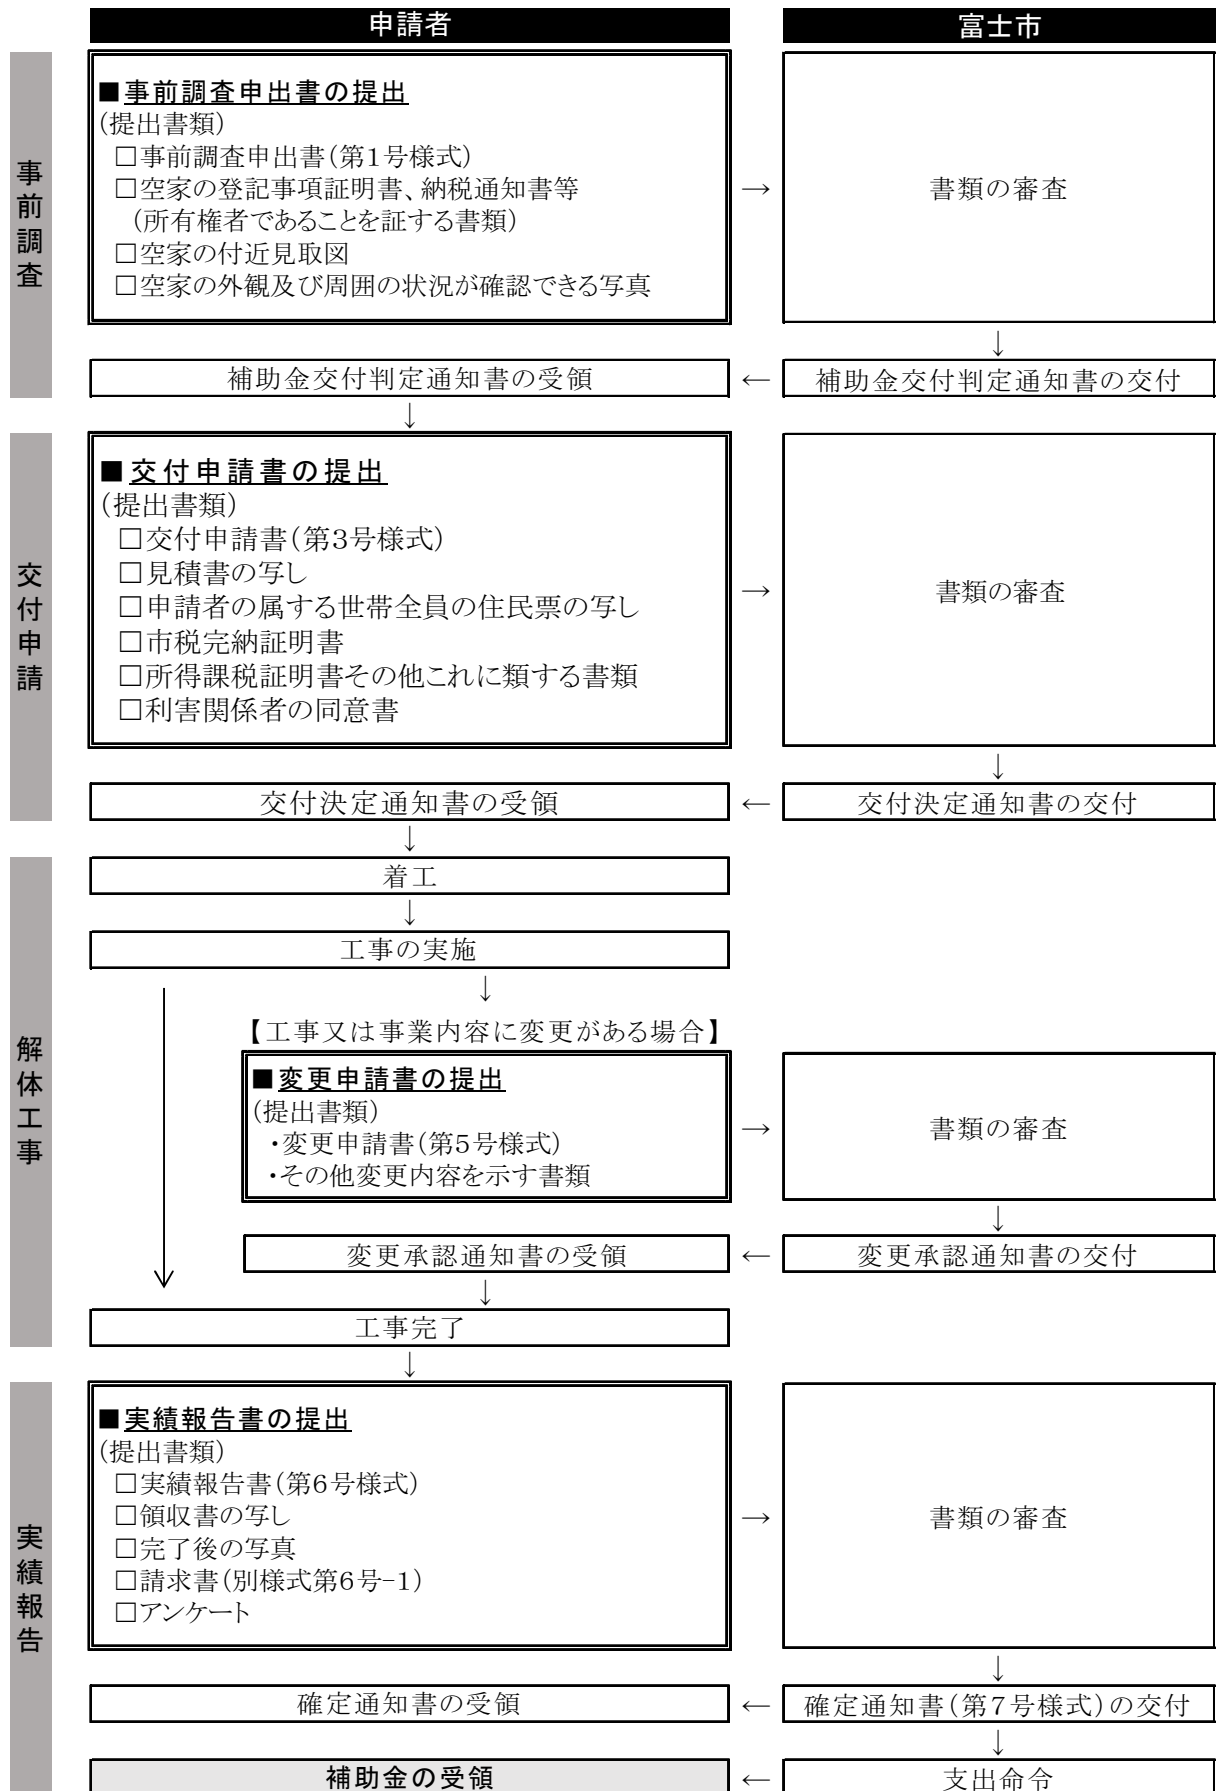 申請者
富士市
事前調査
■事前調査申出書の提出
(提出書類)
□事前調査申出書(第1号様式)
□空家の登記事項証明書、納税通知書等
(所有権者であることを証する書類)
□空家の付近見取図
□空家の外観及び周囲の状況が確認できる写真
→
書類の審査
↓
補助金交付判定通知書の受領
←
補助金交付判定通知書の交付
↓
交付申請
■交付申請書の提出
(提出書類)
□交付申請書(第3号様式)
□見積書の写し
□申請者の属する世帯全員の住民票の写し
□市税完納証明書
□所得課税証明書その他これに類する書類
□利害関係者の同意書
→
書類の審査
↓
交付決定通知書の受領
←
交付決定通知書の交付
↓
解体工事
着工
↓
工事の実施
↓
【工事又は事業内容に変更がある場合】
■変更申請書の提出
(提出書類)
・変更申請書(第5号様式)
・その他変更内容を示す書類
→
書類の審査
↓
変更承認通知書の受領
←
変更承認通知書の交付
↓
工事完了
↓
実績報告
■実績報告書の提出
(提出書類)
□実績報告書(第6号様式)
□領収書の写し
□完了後の写真
□請求書(別様式第6号-1)
□アンケート
→
書類の審査
↓
確定通知書の受領
←
確定通知書(第7号様式)の交付
↓
補助金の受領
←
支出命令